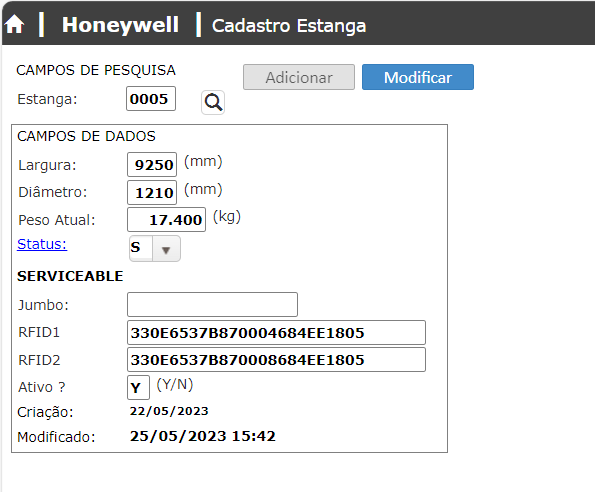 Honeywell Cadastro Estanga
CAMPOS DE PESQUISA
Adicionar Modificar
Estanga: 0005
CAMPOS DE DADOS
Largura: 9250 (mm)
Diâmetro: 1210 (mm)
Peso Atual: 17.400 (kg)
Status: S
SERVICEABLE
Jumbo:
RFID1 330E6537B870004684EE1805
RFID2 330E6537B870008684EE1805
Ativo ? Y (Y/N)
Criação: 22/05/2023
Modificado: 25/05/2023 15:42